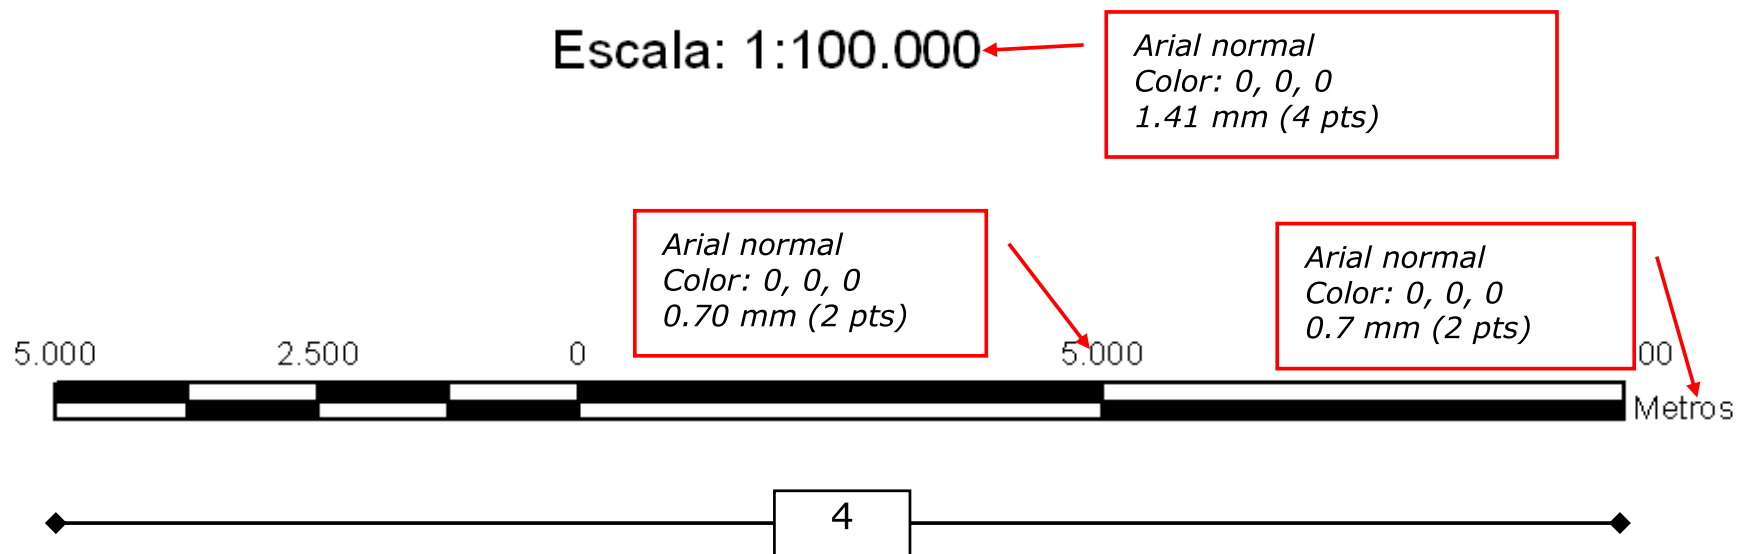 Escala: 1:100.000
Arial normal
Color: 0, 0, 0
1.41 mm (4 pts)
Arial normal
Color: 0, 0, 0
0.70 mm (2 pts)
Arial normal
Color: 0, 0, 0
0.7 mm (2 pts)
5.000 2.500 0 5.000 00
Metros
4